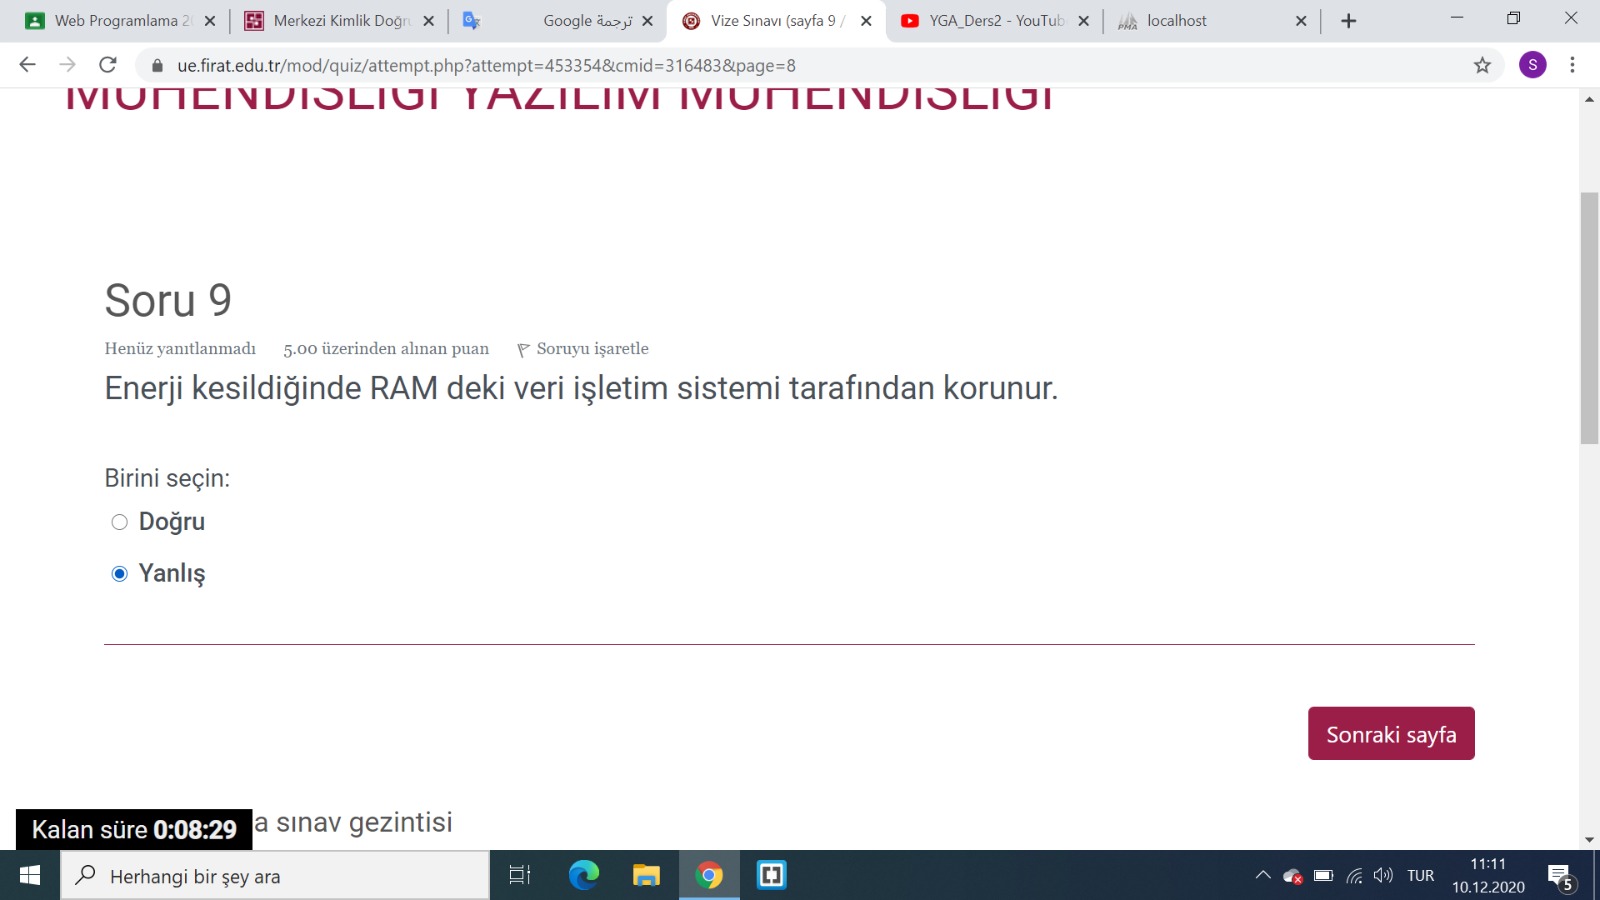 Web Programlama 2
Merkezi Kimlik Doğru
ترجمة Google
Vize Sınavı (sayfa 9 /
YGA_Ders2 - YouTub
localhost
ue.firat.edu.tr/mod/quiz/attempt.php?attempt=453354&cmid=316483&page=8
S
MÜHENDİSLİĞİ YAZILIM MÜHENDİSLİĞİ
Soru 9
Henüz yanıtlanmadı 5.00 üzerinden alınan puan Soruyu işaretle
Enerji kesildiğinde RAM deki veri işletim sistemi tarafından korunur.
Birini seçin:
Doğru
Yanlış
Sonraki sayfa
Kalan süre 0:08:29
a sınav gezintisi
Herhangi bir şey ara
TUR
11:11
10.12.2020
5